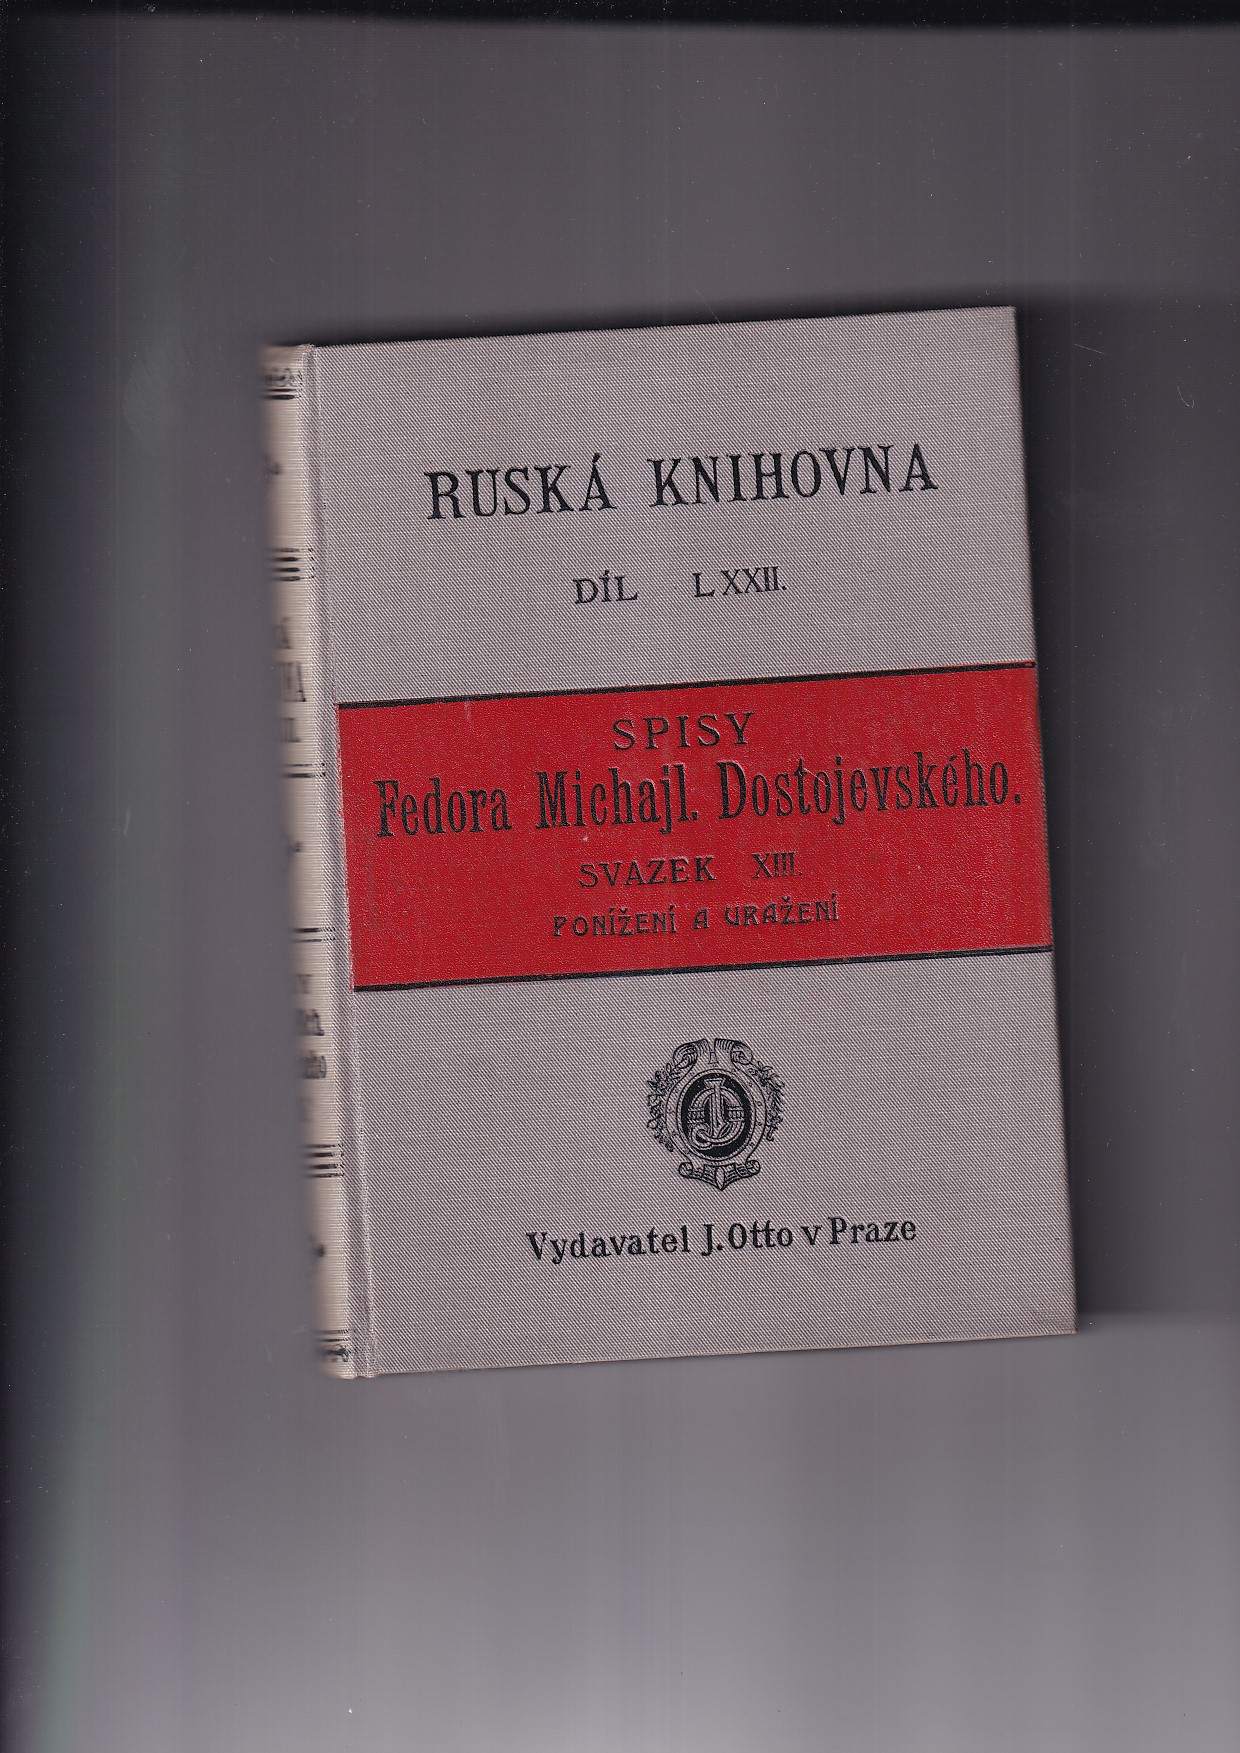 RUSKÁ KNIHOVNA
DÍL LXXII.
SPISY
Fedora Michajl. Dostojevského.
SVAZEK XIII.
PONÍŽENÍ A URAŽENÍ
Vydavatel J. Otto v Praze